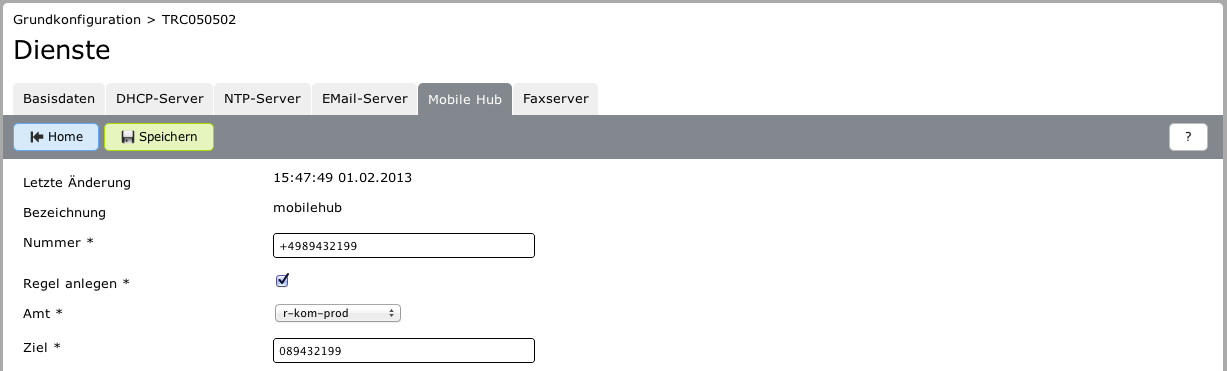 Grundkonfiguration > TRC050502
Dienste
Basisdaten DHCP-Server NTP-Server EMail-Server Mobile Hub Faxserver
Home Speichern ?
Letzte Änderung 15:47:49 01.02.2013
Bezeichnung mobilehub
Nummer * +4989432199
Regel anlegen *
Amt * r-kom-prod
Ziel * 089432199